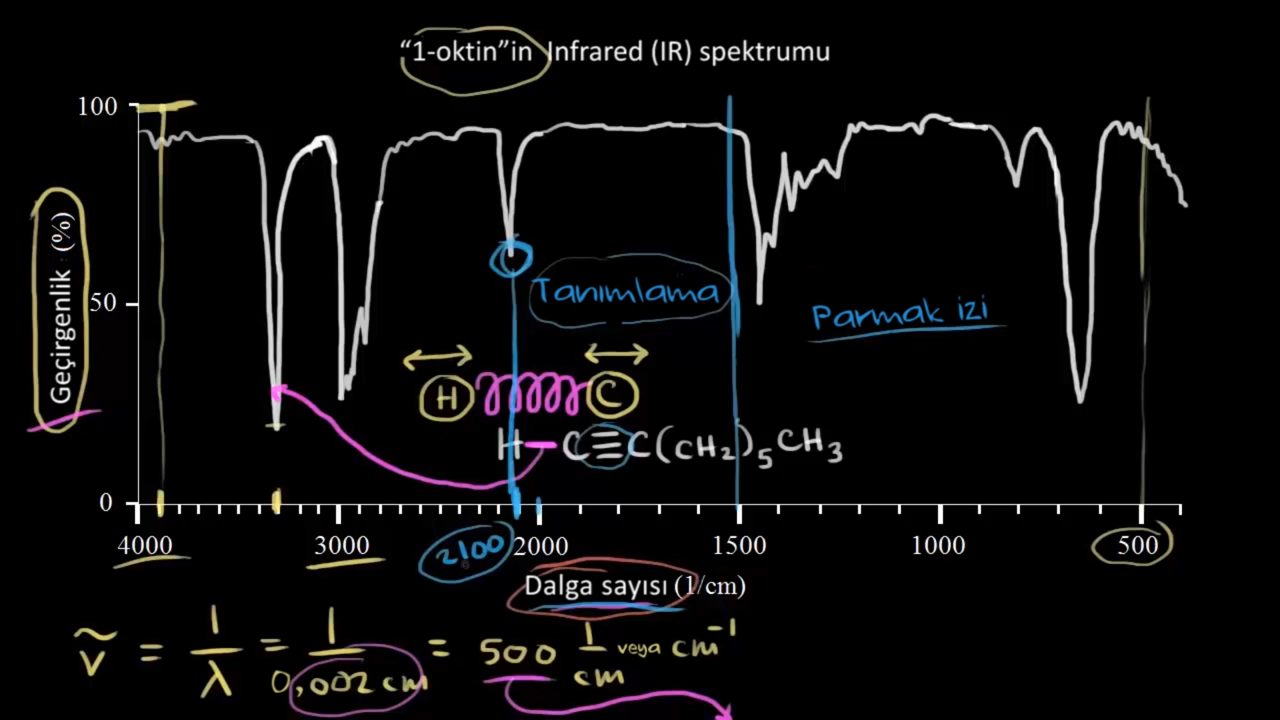 “1-oktin”in Infrared (IR) spektrumu
100
Geçirgenlik : (%)
50
0
Tanımlama
Parmak izi
H C
H-C≡C(CH₂)₅CH₃
4000 3000 2100 2000 1500 1000 500
Dalga sayısı (1/cm)
ṽ = 1/λ = 1/0,002 cm = 500 1/cm veya cm⁻¹